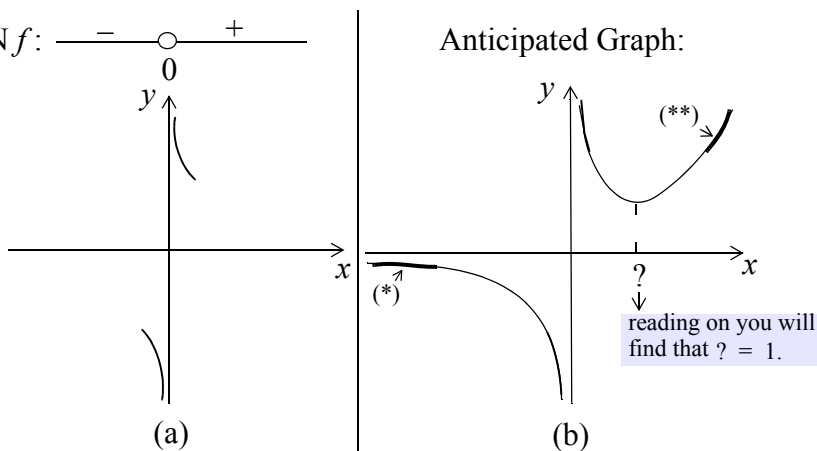 N f: − +
0
y
x
(a)
Anticipated Graph:
y
(**)
x
?
(*)
reading on you will
find that ? = 1.
(b)